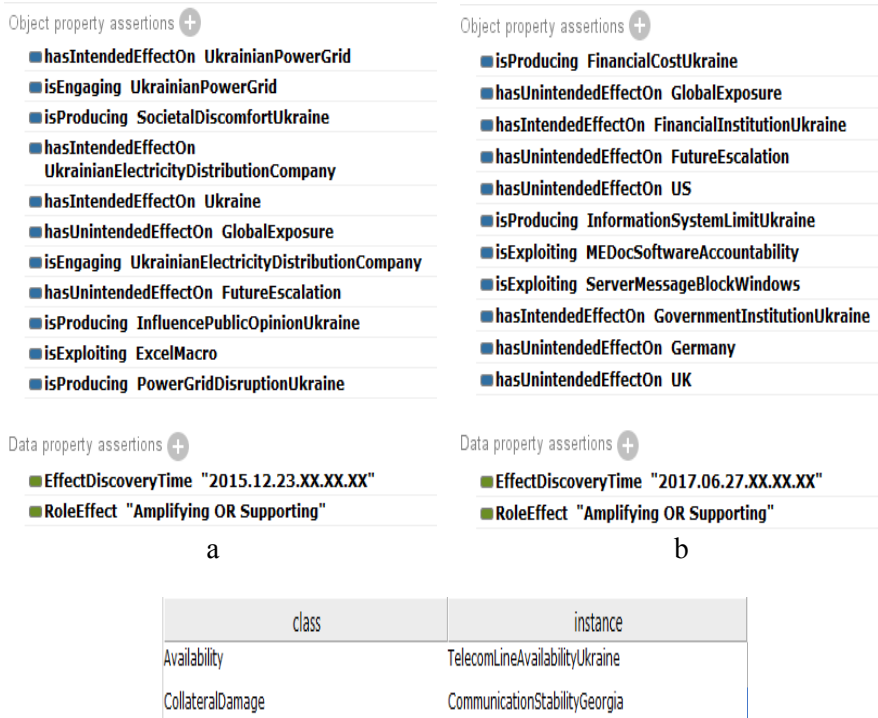 Object property assertions
hasIntendedEffectOn UkrainianPowerGrid
isEngaging UkrainianPowerGrid
isProducing SocietalDiscomfortUkraine
hasIntendedEffectOn
UkrainianElectricityDistributionCompany
hasIntendedEffectOn Ukraine
hasUnintendedEffectOn GlobalExposure
isEngaging UkrainianElectricityDistributionCompany
hasUnintendedEffectOn FutureEscalation
isProducing InfluencePublicOpinionUkraine
isExploiting ExcelMacro
isProducing PowerGridDisruptionUkraine
Data property assertions
EffectDiscoveryTime "2015.12.23.XX.XX.XX"
RoleEffect "Amplifying OR Supporting"
a
Object property assertions
isProducing FinancialCostUkraine
hasUnintendedEffectOn GlobalExposure
hasIntendedEffectOn FinancialInstitutionUkraine
hasUnintendedEffectOn FutureEscalation
hasUnintendedEffectOn US
isProducing InformationSystemLimitUkraine
isExploiting MEDocSoftwareAccountability
isExploiting ServerMessageBlockWindows
hasIntendedEffectOn GovernmentInstitutionUkraine
hasUnintendedEffectOn Germany
hasUnintendedEffectOn UK
Data property assertions
EffectDiscoveryTime "2017.06.27.XX.XX.XX"
RoleEffect "Amplifying OR Supporting"
b
class instance
Availability TelecomLineAvailabilityUkraine
CollateralDamage CommunicationStabilityGeorgia